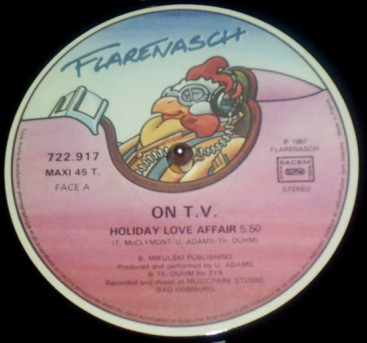 FLARENASCH
722.917
MAXI 45 T.
FACE A
℗ 1987
FLARENASCH
SACEM
STEREO
ON T.V.
HOLIDAY LOVE AFFAIR 5.50
(T. McCLYMONT/U. ADAMS/Th. DUHM)
B. MIKULSKI PUBLISHING
Produced and performed by U. ADAMS
& Th. DUHM for ZYX
Recorded and mixed at MUSICPARK STUDIO
BAD HOMBURG